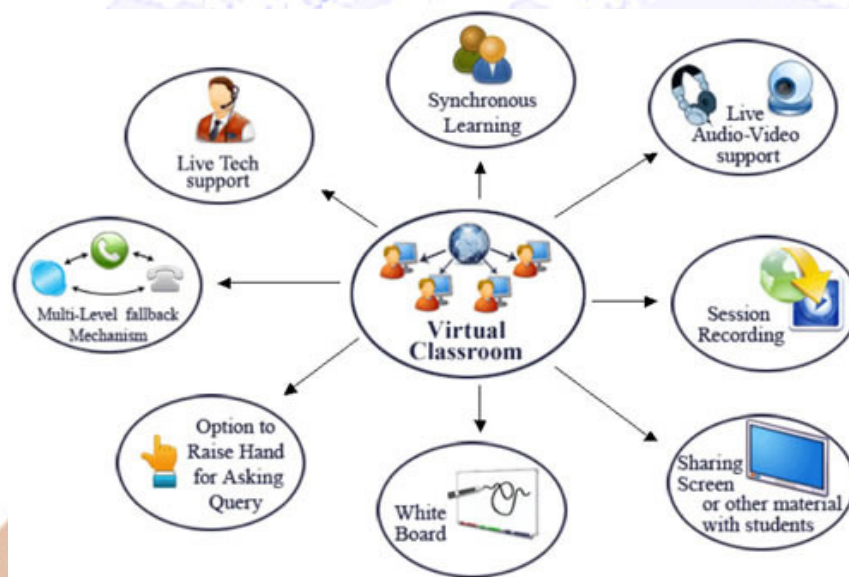 Synchronous
Learning
Live
Audio-Video
support
Live Tech
support
Multi-Level fallback
Mechanism
Virtual
Classroom
Session
Recording
Option to
Raise Hand
for Asking
Query
White
Board
Sharing
Screen
or other material
with students